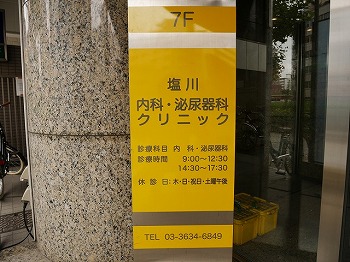 7F
塩川
内科・泌尿器科
クリニック
診療科目 内 科・泌尿器科
診療時間 9:00〜12:30
14:30〜17:30
休 診 日:木・日・祝日・土曜午後
TEL 03-3634-6849